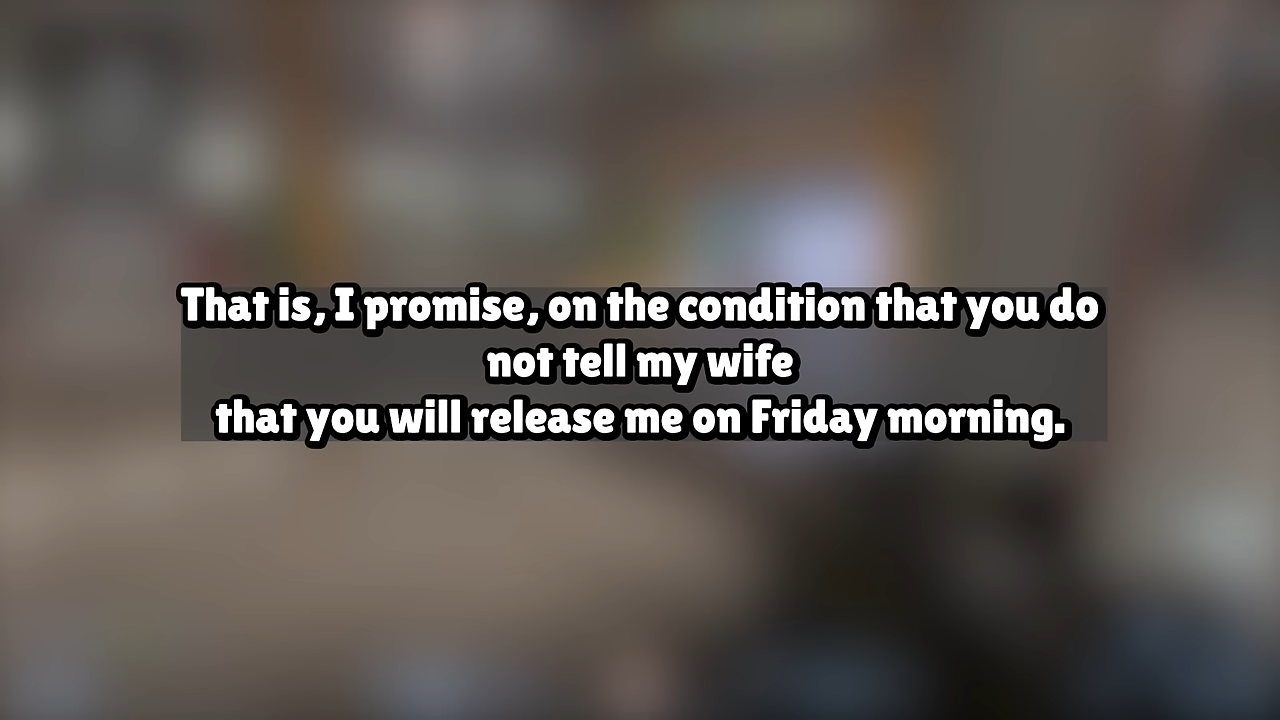 That is, I promise, on the condition that you do
not tell my wife
that you will release me on Friday morning.